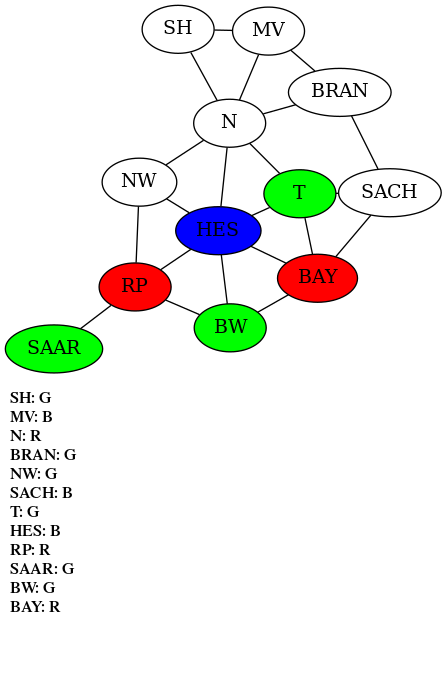 SH
MV
BRAN
N
NW
T
SACH
HES
BAY
RP
BW
SAAR
SH: G
MV: B
N: R
BRAN: G
NW: G
SACH: B
T: G
HES: B
RP: R
SAAR: G
BW: G
BAY: R